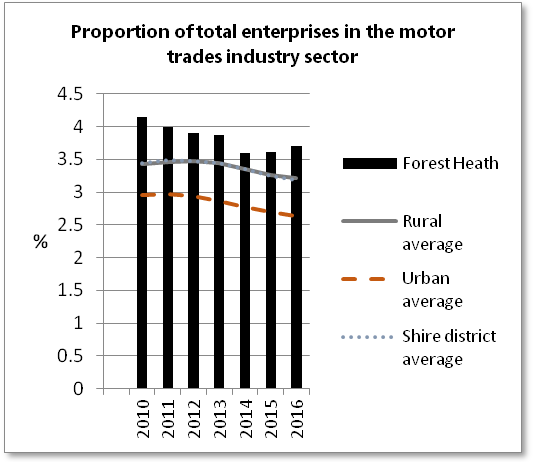 Proportion of total enterprises in the motor
trades industry sector
4.5
4
3.5
3
2.5
2
1.5
1
0.5
0
%
2010
2011
2012
2013
2014
2015
2016
Forest Heath
Rural
average
Urban
average
Shire district
average